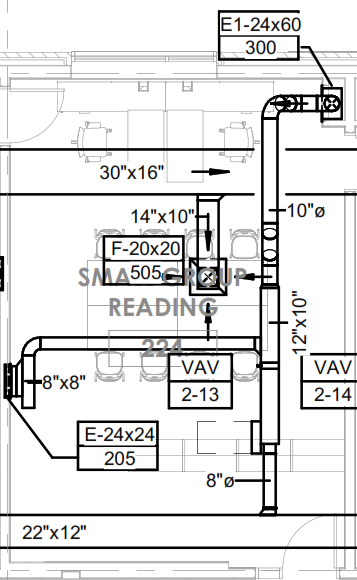 E1-24x60
300
30"x16"
14"x10"
10"ø
F-20x20
505
SMALL GROUP
READING
224
12"x10"
VAV
2-13
VAV
2-14
8"x8"
E-24x24
205
8"ø
22"x12"